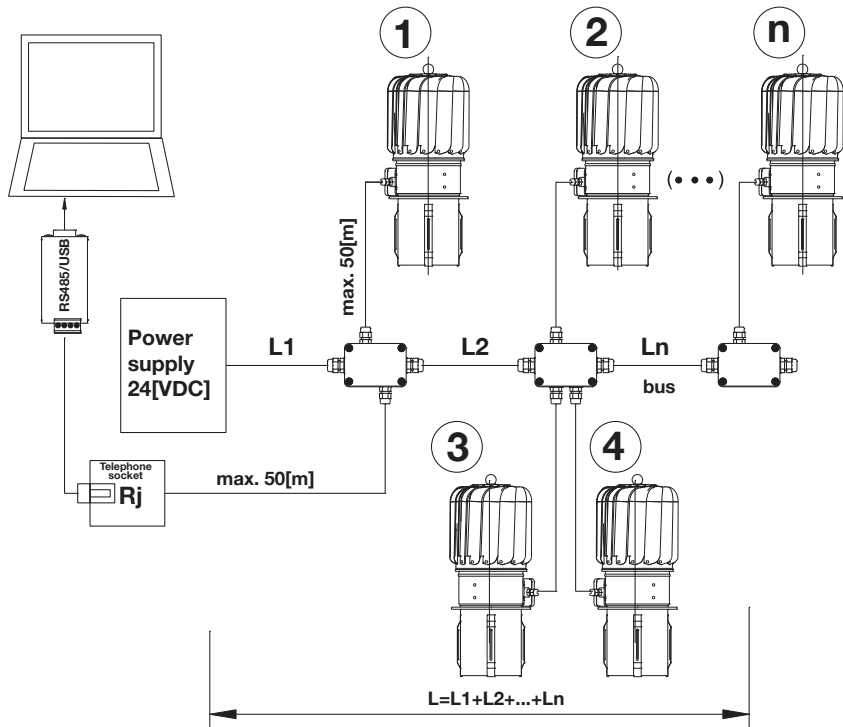 1
2
n
(• • •)
RS485/USB
max. 50[m]
Power
supply
24[VDC]
L1
L2
Ln
bus
Telephone
socket
Rj
max. 50[m]
3
4
L=L1+L2+...+Ln